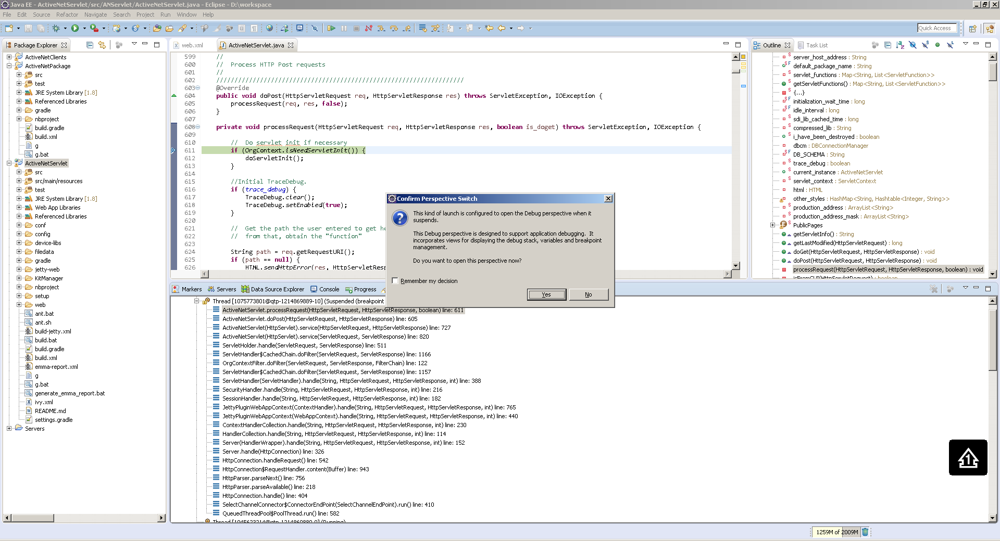 Java EE - ActiveNetServlet/src/ANServlet/ActiveNetServlet.java - Eclipse - D:\workspace
File Edit Source Refactor Navigate Search Project Run Window Help
Quick Access
Package Explorer
ActiveNetClients
ActiveNetPackage
src
test
JRE System Library [1.8]
Referenced Libraries
gradle
nbproject
build.gradle
build.xml
g
g.bat
ActiveNetServlet
src
src/main/resources
test
JRE System Library [1.8]
Web App Libraries
Referenced Libraries
conf
config
device-libs
filedata
gradle
jetty-web
KitManager
nbproject
setup
web
ant.bat
ant.sh
build-jetty.xml
build.bat
build.gradle
build.xml
emma-report.xml
g
g.bat
generate_emma_report.bat
ivy.xml
README.md
settings.gradle
Servers
web.xml ActiveNetServlet.java
599 //
600 // Process HTTP Post requests
601 //
602 ////////////////////////////////////////////////////////////////////
603 @Override
604 public void doPost(HttpServletRequest req, HttpServletResponse res) throws ServletException, IOException {
605 processRequest(req, res, false);
606 }
607
608 private void processRequest(HttpServletRequest req, HttpServletResponse res, boolean is_doget) throws ServletException, IOException {
609
610 // Do servlet init if necessary
611 if (OrgContext.isNeedServletInit()) {
612 doServletInit();
613 }
614
615 //Initial TraceDebug.
616 if (trace_debug) {
617 TraceDebug.clear();
618 TraceDebug.setEnabled(true);
619 }
620
621 // Get the path the user entered to get he
622 // from that, obtain the "function"
623
624 String path = req.getRequestURI();
625 if (path == null) {
626 HTML.sendHttpError(res, HttpServletResp
Confirm Perspective Switch
This kind of launch is configured to open the Debug perspective when it
suspends.
This Debug perspective is designed to support application debugging. It
incorporates views for displaying the debug stack, variables and breakpoint
management.
Do you want to open this perspective now?
Remember my decision
Yes No
Outline Task List
server_host_address : String
default_package_name : String
servlet_functions : Map<String, List<ServletFunction>>
getServletFunctions() : Map<String, List<ServletFunction>>
{...}
initialization_wait_time : long
idle_interval : long
sdi_lib_cached_time : long
compressed_lib : String
i_have_been_destroyed : boolean
dbcm : DBConnectionManager
DB_SCHEMA : String
trace_debug : boolean
current_instance : ActiveNetServlet
servlet_context : ServletContext
html : HTML
other_styles : HashMap<String, Hashtable<Integer, String>>
production_address : ArrayList<String>
production_address_mask : ArrayList<String>
PublicPages
getServletInfo() : String
getLastModified(HttpServletRequest) : long
doGet(HttpServletRequest, HttpServletResponse) : void
doPost(HttpServletRequest, HttpServletResponse) : void
processRequest(HttpServletRequest, HttpServletResponse, boolean) : void
isFromCUI(HttpServletRequest) : boolean
Markers Servers Data Source Explorer Console Progress
Thread [1075773801@qtp-1214869889-10] (Suspended (breakpoint
ActiveNetServlet.processRequest(HttpServletRequest, HttpServletResponse, boolean) line: 611
ActiveNetServlet.doPost(HttpServletRequest, HttpServletResponse) line: 605
ActiveNetServlet(HttpServlet).service(HttpServletRequest, HttpServletResponse) line: 727
ActiveNetServlet(HttpServlet).service(ServletRequest, ServletResponse) line: 820
ServletHolder.handle(ServletRequest, ServletResponse) line: 511
ServletHandler$CachedChain.doFilter(ServletRequest, ServletResponse) line: 1166
OrgContextFilter.doFilter(ServletRequest, ServletResponse, FilterChain) line: 122
ServletHandler$CachedChain.doFilter(ServletRequest, ServletResponse) line: 1157
ServletHandler(ServletHandler).handle(String, HttpServletRequest, HttpServletResponse, int) line: 388
SecurityHandler.handle(String, HttpServletRequest, HttpServletResponse, int) line: 216
SessionHandler.handle(String, HttpServletRequest, HttpServletResponse, int) line: 182
JettyPluginWebAppContext(ContextHandler).handle(String, HttpServletRequest, HttpServletResponse, int) line: 765
JettyPluginWebAppContext(WebAppContext).handle(String, HttpServletRequest, HttpServletResponse, int) line: 440
ContextHandlerCollection.handle(String, HttpServletRequest, HttpServletResponse, int) line: 230
HandlerCollection.handle(String, HttpServletRequest, HttpServletResponse, int) line: 114
Server(HandlerWrapper).handle(String, HttpServletRequest, HttpServletResponse, int) line: 152
Server.handle(HttpConnection) line: 326
HttpConnection.handleRequest() line: 542
HttpConnection$RequestHandler.content(Buffer) line: 943
HttpParser.parseNext() line: 756
HttpParser.parseAvailable() line: 218
HttpConnection.handle() line: 404
SelectChannelConnector$ConnectorEndPoint(SelectChannelEndPoint).run() line: 410
QueuedThreadPool$PoolThread.run() line: 582
Thread [1045623214@qtp-1214869889-9] (Running)
1
1259M of 2009M